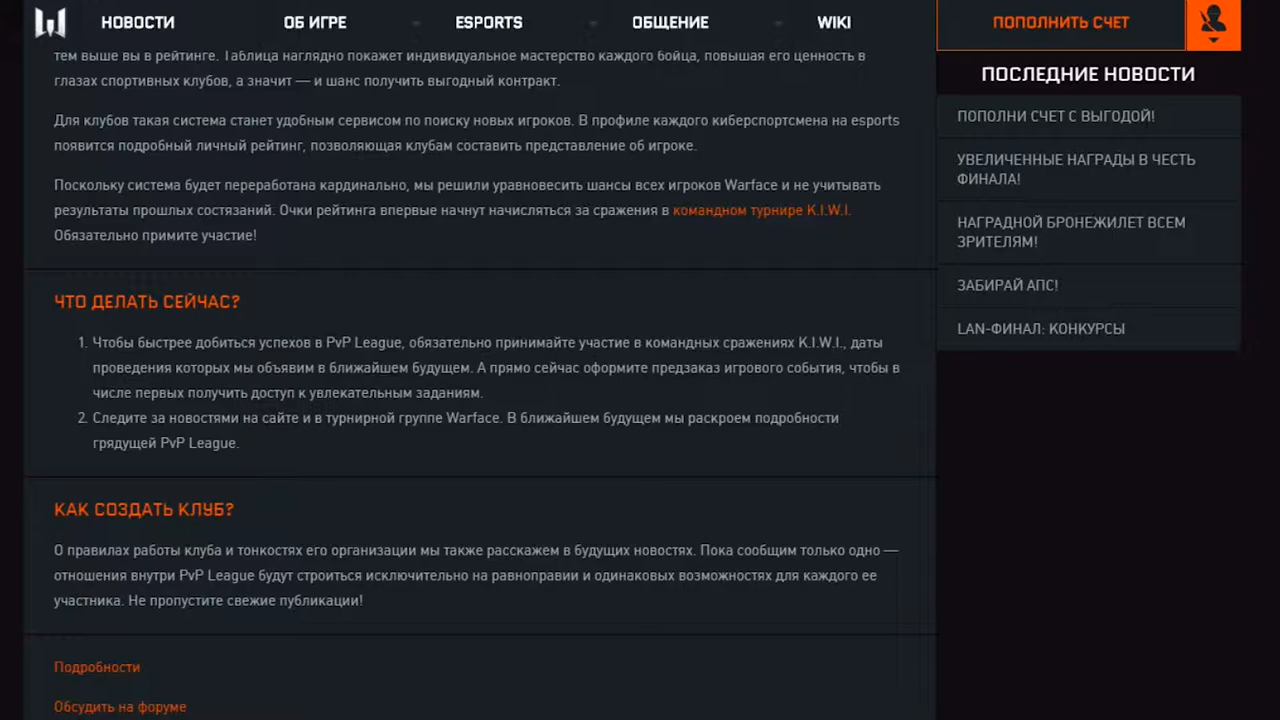 НОВОСТИ
ОБ ИГРЕ
ESPORTS
ОБЩЕНИЕ
WIKI
ПОПОЛНИТЬ СЧЕТ
тем выше вы в рейтинге. Таблица наглядно покажет индивидуальное мастерство каждого бойца, повышая его ценность в
глазах спортивных клубов, а значит — и шанс получить выгодный контракт.
Для клубов такая система станет удобным сервисом по поиску новых игроков. В профиле каждого киберспортсмена на esports
появится подробный личный рейтинг, позволяющая клубам составить представление об игроке.
Поскольку система будет переработана кардинально, мы решили уравновесить шансы всех игроков Warface и не учитывать
результаты прошлых состязаний. Очки рейтинга впервые начнут начисляться за сражения в командном турнире K.I.W.I.
Обязательно примите участие!
ЧТО ДЕЛАТЬ СЕЙЧАС?
1. Чтобы быстрее добиться успехов в PvP League, обязательно принимайте участие в командных сражениях K.I.W.I., даты
проведения которых мы объявим в ближайшем будущем. А прямо сейчас оформите предзаказ игрового события, чтобы в
числе первых получить доступ к увлекательным заданиям.
2. Следите за новостями на сайте и в турнирной группе Warface. В ближайшем будущем мы раскроем подробности
грядущей PvP League.
КАК СОЗДАТЬ КЛУБ?
О правилах работы клуба и тонкостях его организации мы также расскажем в будущих новостях. Пока сообщим только одно —
отношения внутри PvP League будут строиться исключительно на равноправии и одинаковых возможностях для каждого ее
участника. Не пропустите свежие публикации!
Подробности
Обсудить на форуме
ПОСЛЕДНИЕ НОВОСТИ
ПОПОЛНИ СЧЕТ С ВЫГОДОЙ!
УВЕЛИЧЕННЫЕ НАГРАДЫ В ЧЕСТЬ
ФИНАЛА!
НАГРАДНОЙ БРОНЕЖИЛЕТ ВСЕМ
ЗРИТЕЛЯМ!
ЗАБИРАЙ АПС!
LAN-ФИНАЛ: КОНКУРСЫ